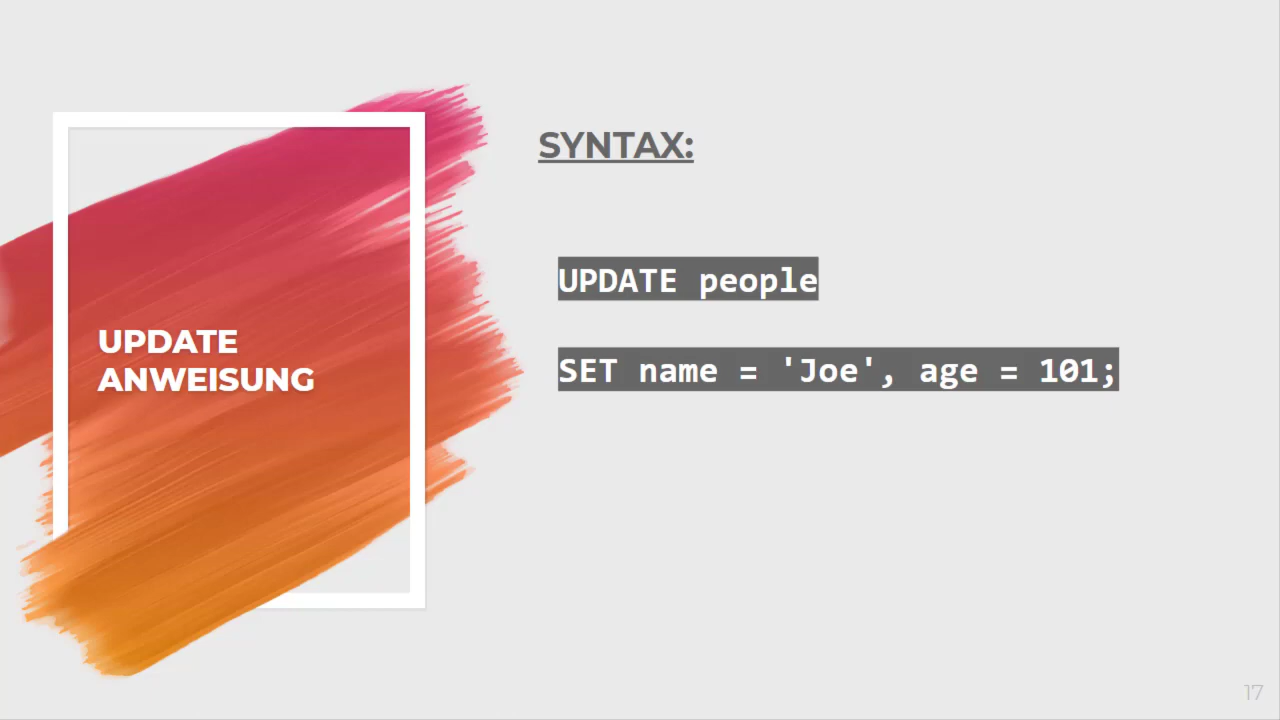 UPDATE
ANWEISUNG
SYNTAX:
UPDATE people
SET name = 'Joe', age = 101;
17